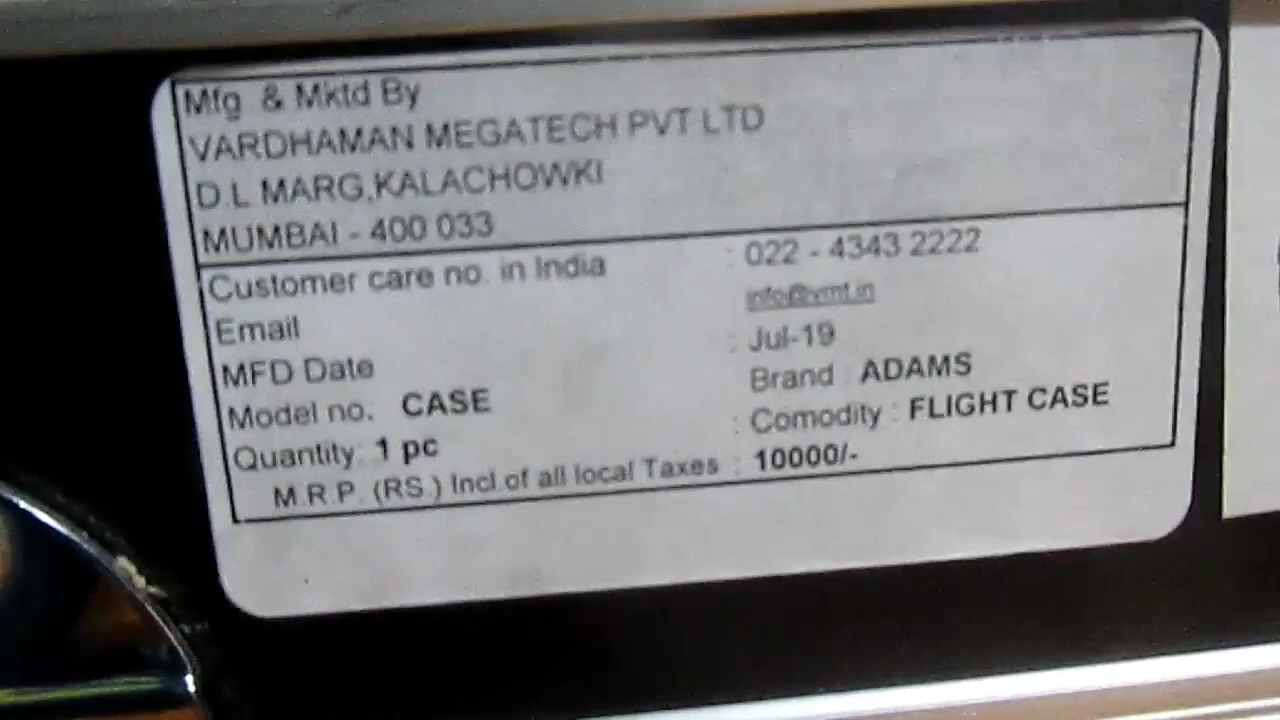 Mfg & Mktd By
VARDHAMAN MEGATECH PVT LTD
D.L MARG,KALACHOWKI
MUMBAI - 400 033
Customer care no. in India : 022 - 4343 2222
Email info@vmt.in
MFD Date : Jul-19
Model no. CASE Brand : ADAMS
Quantity: 1 pc : Comodity : FLIGHT CASE
M.R.P. (RS.) Incl.of all local Taxes : 10000/-